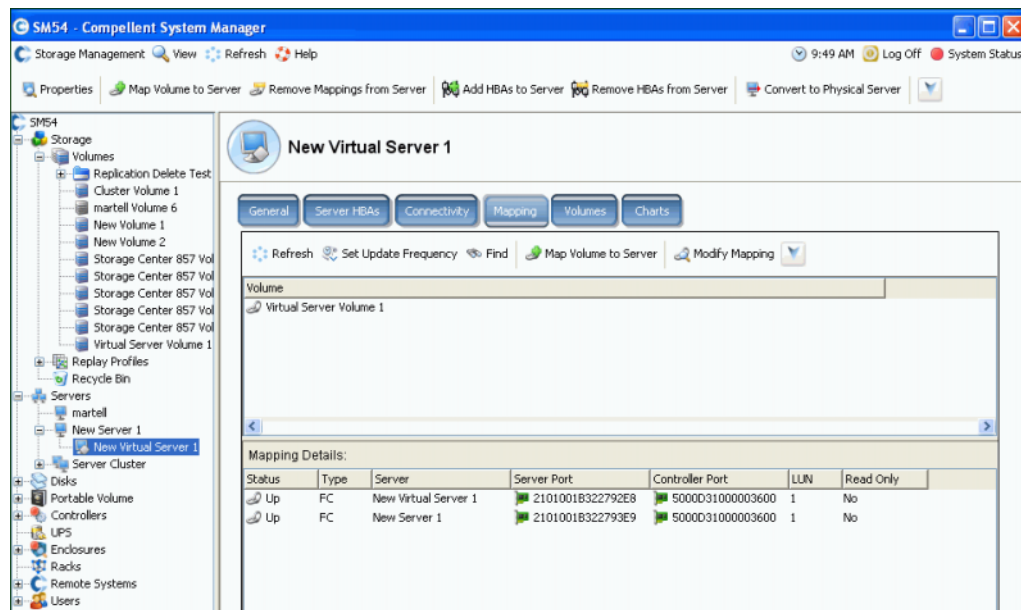 SM54 - Compellent System Manager
Storage Management View Refresh Help 9:49 AM Log Off System Status
Properties Map Volume to Server Remove Mappings from Server Add HBAs to Server Remove HBAs from Server Convert to Physical Server
SM54
Storage
Volumes
Replication Delete Test
Cluster Volume 1
martell Volume 6
New Volume 1
New Volume 2
Storage Center 857 Vol
Storage Center 857 Vol
Storage Center 857 Vol
Storage Center 857 Vol
Storage Center 857 Vol
Virtual Server Volume 1
Replay Profiles
Recycle Bin
Servers
martell
New Server 1
New Virtual Server 1
Server Cluster
Disks
Portable Volume
Controllers
UPS
Enclosures
Racks
Remote Systems
Users
New Virtual Server 1
General Server HBAs Connectivity Mapping Volumes Charts
Refresh Set Update Frequency Find Map Volume to Server Modify Mapping
Volume
Virtual Server Volume 1
Mapping Details:
Status Type Server Server Port Controller Port LUN Read Only
Up FC New Virtual Server 1 2101001B322792E8 5000D31000003600 1 No
Up FC New Server 1 2101001B322793E9 5000D31000003600 1 No